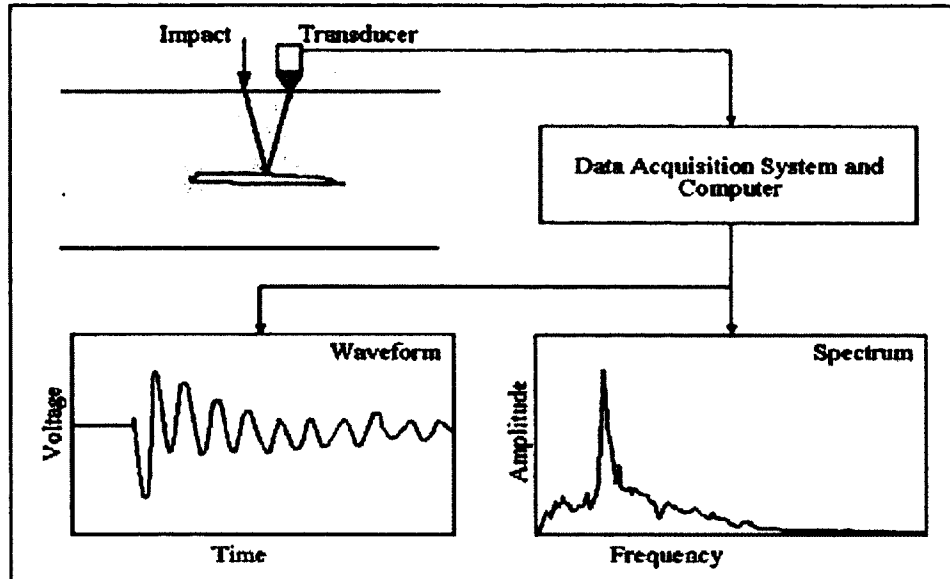 Impact
Transducer
Data Acquisition System and
Computer
Waveform
Voltage
Time
Spectrum
Amplitude
Frequency